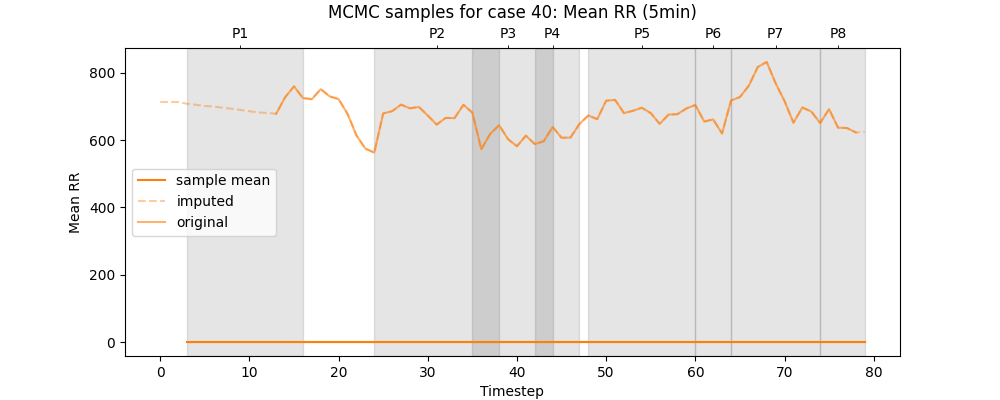 MCMC samples for case 40: Mean RR (5min)
P1 P2 P3 P4 P5 P6 P7 P8
800
600
400
200
0
Mean RR
sample mean
imputed
original
0 10 20 30 40 50 60 70 80
Timestep